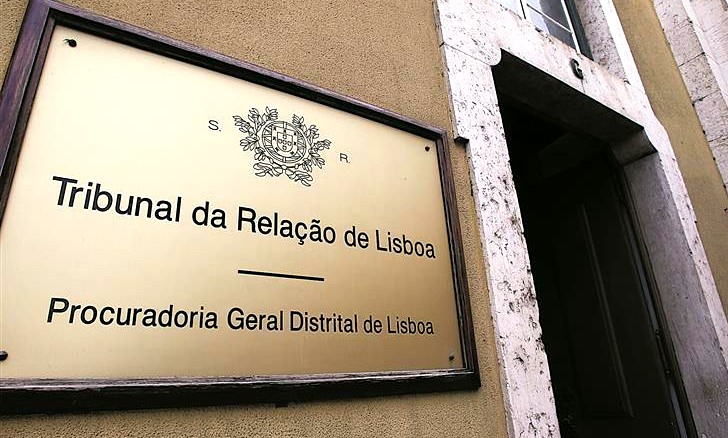 S. R.
Tribunal da Relação de Lisboa
Procuradoria Geral Distrital de Lisboa
G